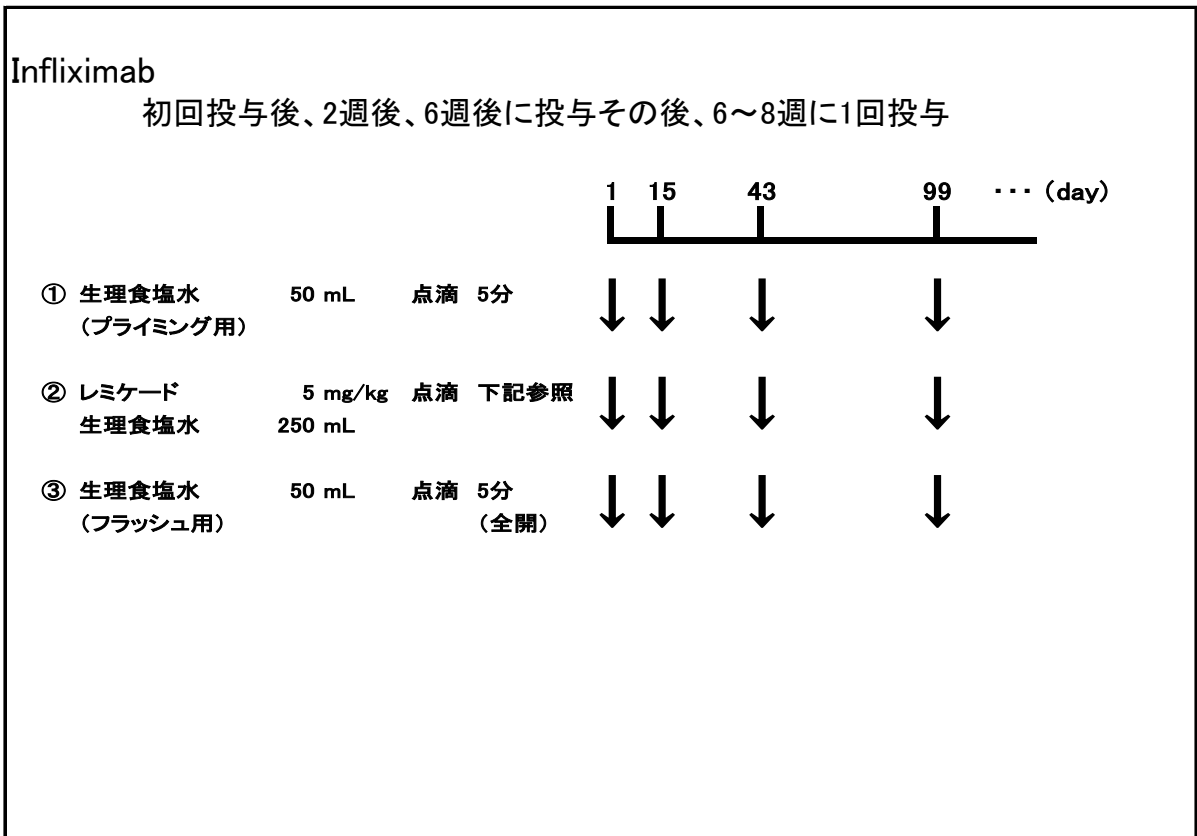 Infliximab
初回投与後、2週後、6週後に投与その後、6～8週に1回投与
1 15 43 99 ・・・ （day）
① 生理食塩水 50 mL 点滴 5分
（プライミング用）
② レミケード 5 mg/kg 点滴 下記参照
生理食塩水 250 mL
③ 生理食塩水 50 mL 点滴 5分
（フラッシュ用） （全開）